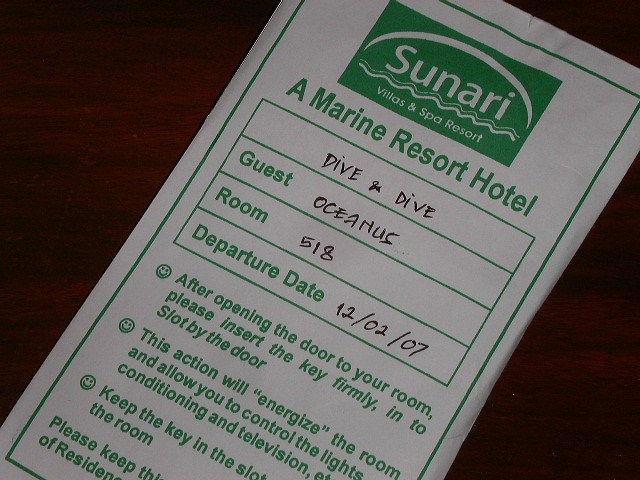 Sunari
Villas & Spa Resort
A Marine Resort Hotel
DIVE & DIVE
Guest OCEANUS
Room 518
Departure Date 12/02/07
After opening the door to your room,
please insert the key firmly, in to
Slot by the door
This action will "energize" the room
and allow you to control the lights
conditioning and television,
Keep the key in the slot
the room
Please keep
of